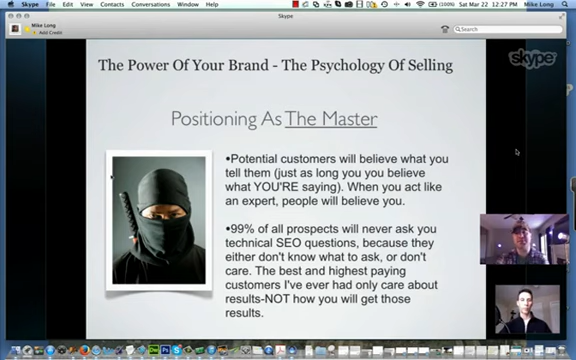 Skype File Edit View Contacts Conversations Window Help
(100%) Sat Mar 22 12:27 PM Mike Long
Skype
Mike Long
Add Credit
Search
skype
The Power Of Your Brand - The Psychology Of Selling
Positioning As The Master
•Potential customers will believe what you
tell them (just as long you you believe
what YOU'RE saying). When you act like
an expert, people will believe you.
•99% of all prospects will never ask you
technical SEO questions, because they
either don't know what to ask, or don't
care. The best and highest paying
customers I've ever had only care about
results-NOT how you will get those
results.